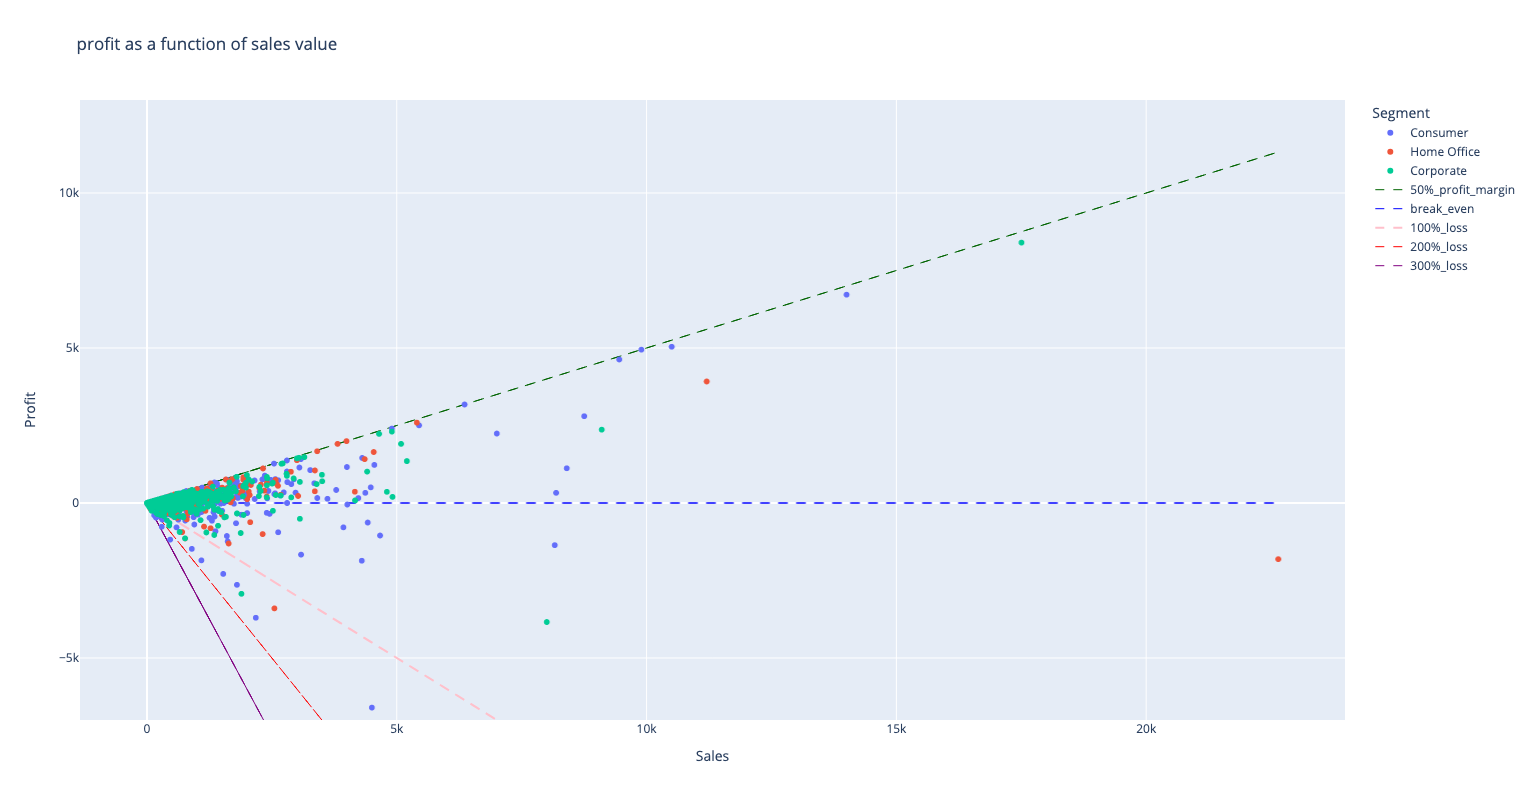 profit as a function of sales value
Segment
Consumer
Home Office
Corporate
50%_profit_margin
break_even
100%_loss
200%_loss
300%_loss
Profit
10k
5k
0
−5k
0
5k
10k
15k
20k
Sales